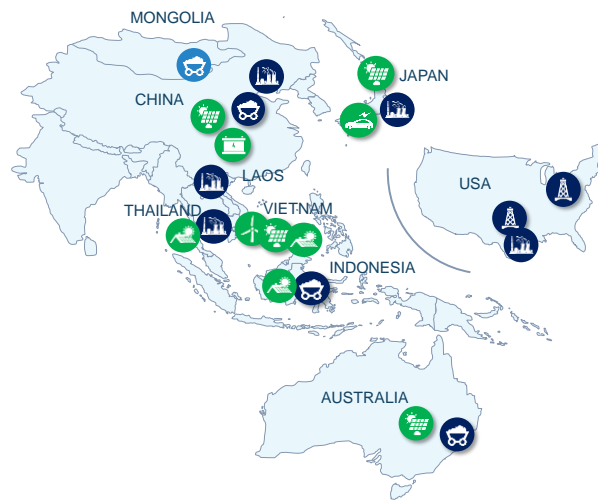 MONGOLIA
JAPAN
CHINA
LAOS
USA
THAILAND
VIETNAM
INDONESIA
AUSTRALIA